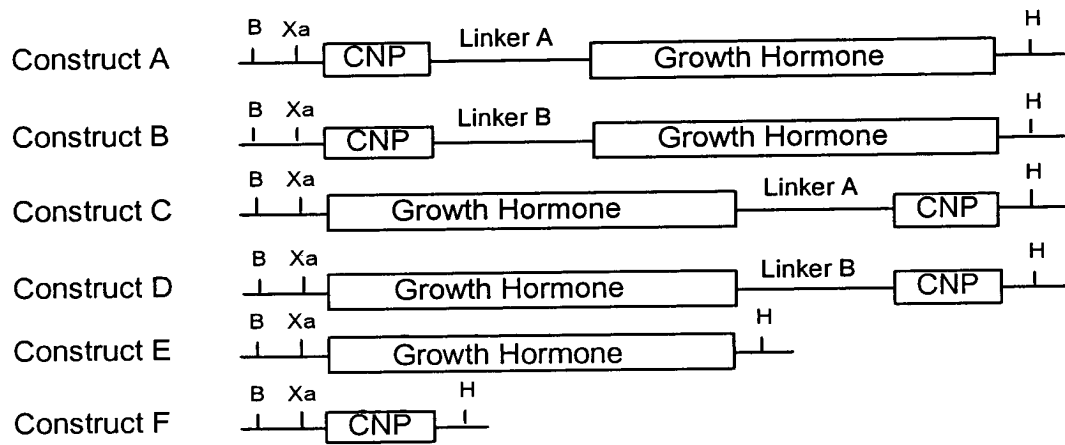 B Xa Linker A H
Construct A CNP Growth Hormone
B Xa Linker B H
Construct B CNP Growth Hormone
B Xa Linker A H
Construct C Growth Hormone CNP
B Xa Linker B H
Construct D Growth Hormone CNP
B Xa H
Construct E Growth Hormone
B Xa H
Construct F CNP